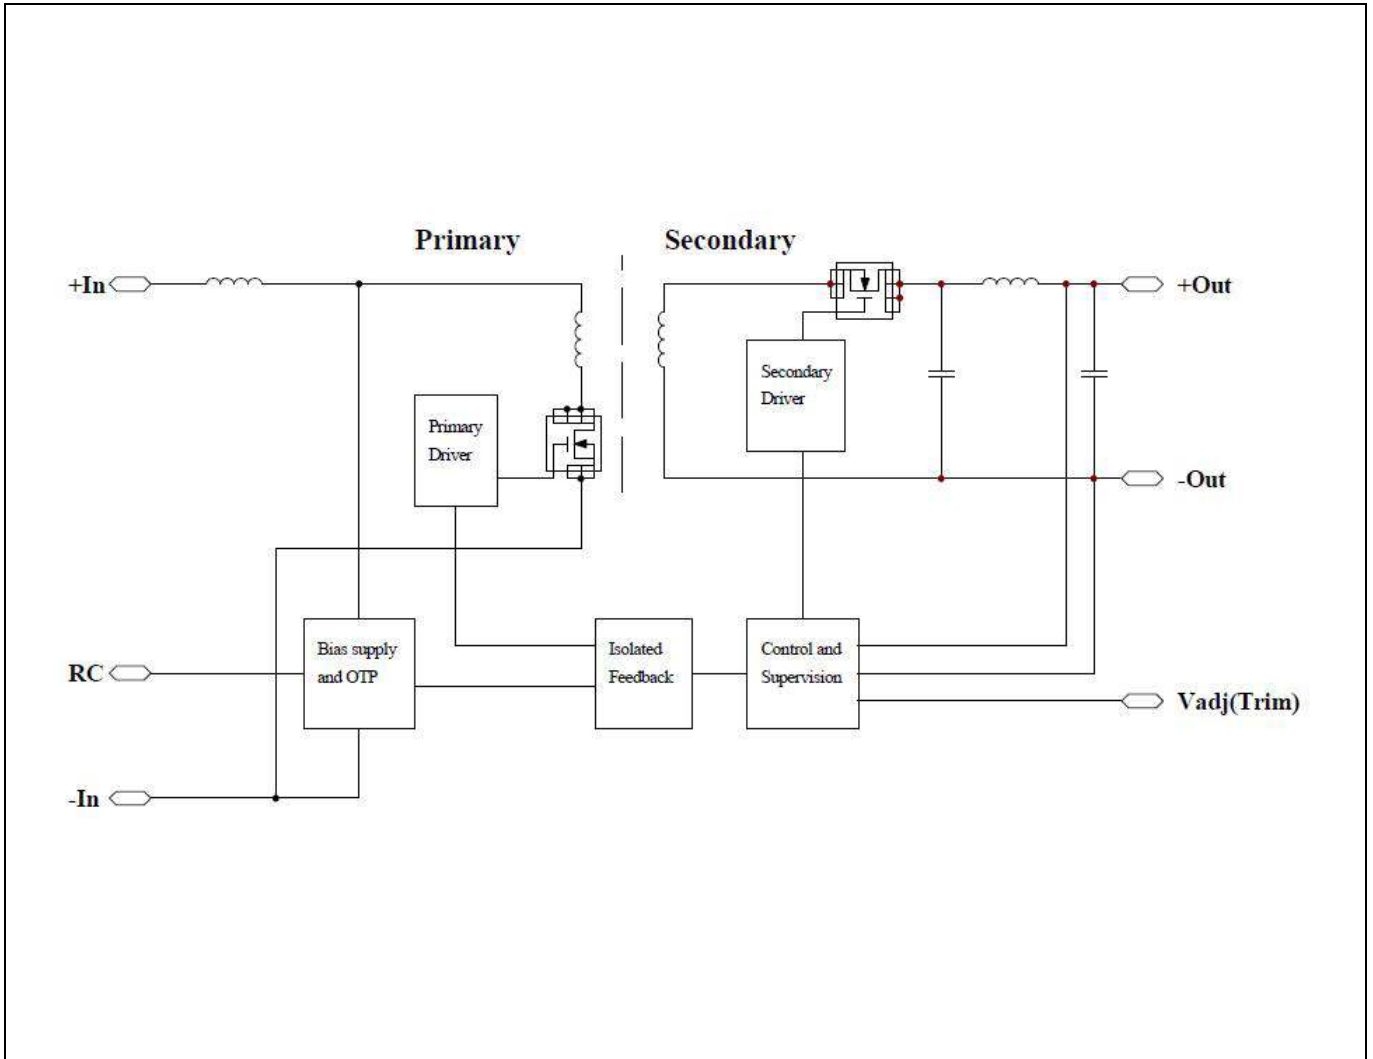 Primary
Secondary
+In
+Out
Secondary
Driver
Primary
Driver
-Out
Bias supply
and OTP
Isolated
Feedback
Control and
Supervision
RC
Vadj(Trim)
-In